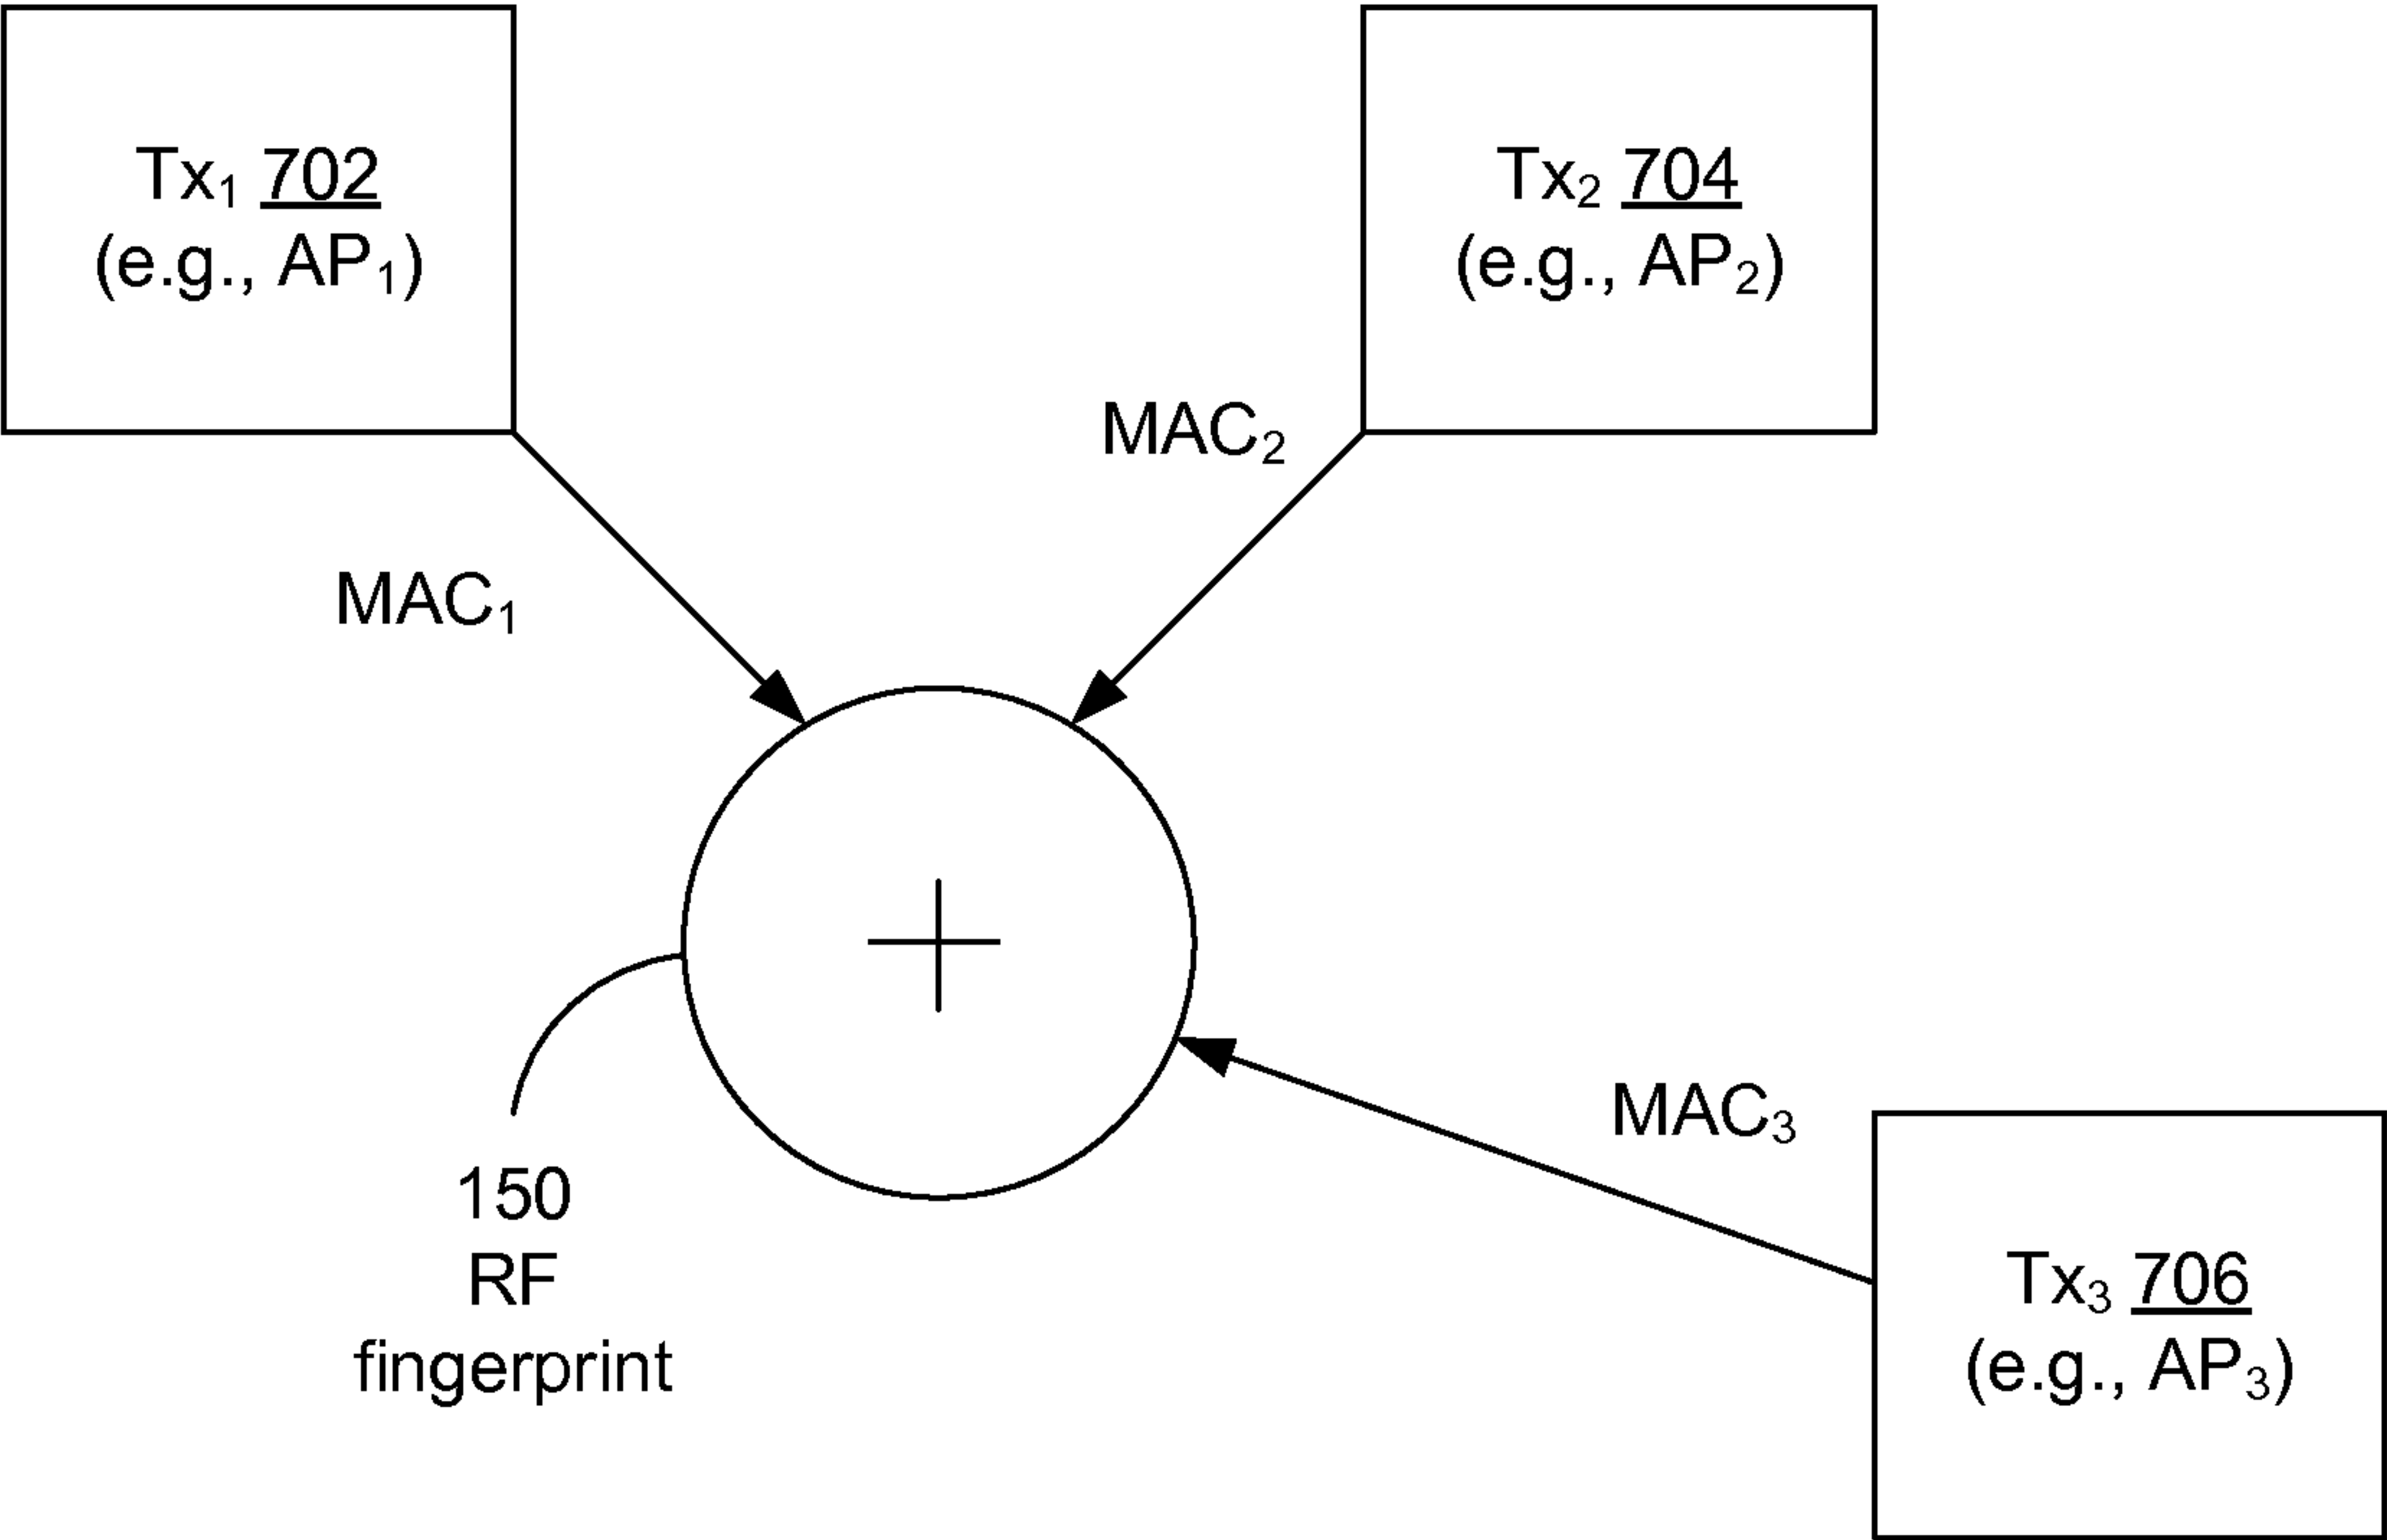 Tx₁ 702
(e.g., AP₁)
Tx₂ 704
(e.g., AP₂)
MAC₂
MAC₁
MAC₃
150
RF
fingerprint
Tx₃ 706
(e.g., AP₃)